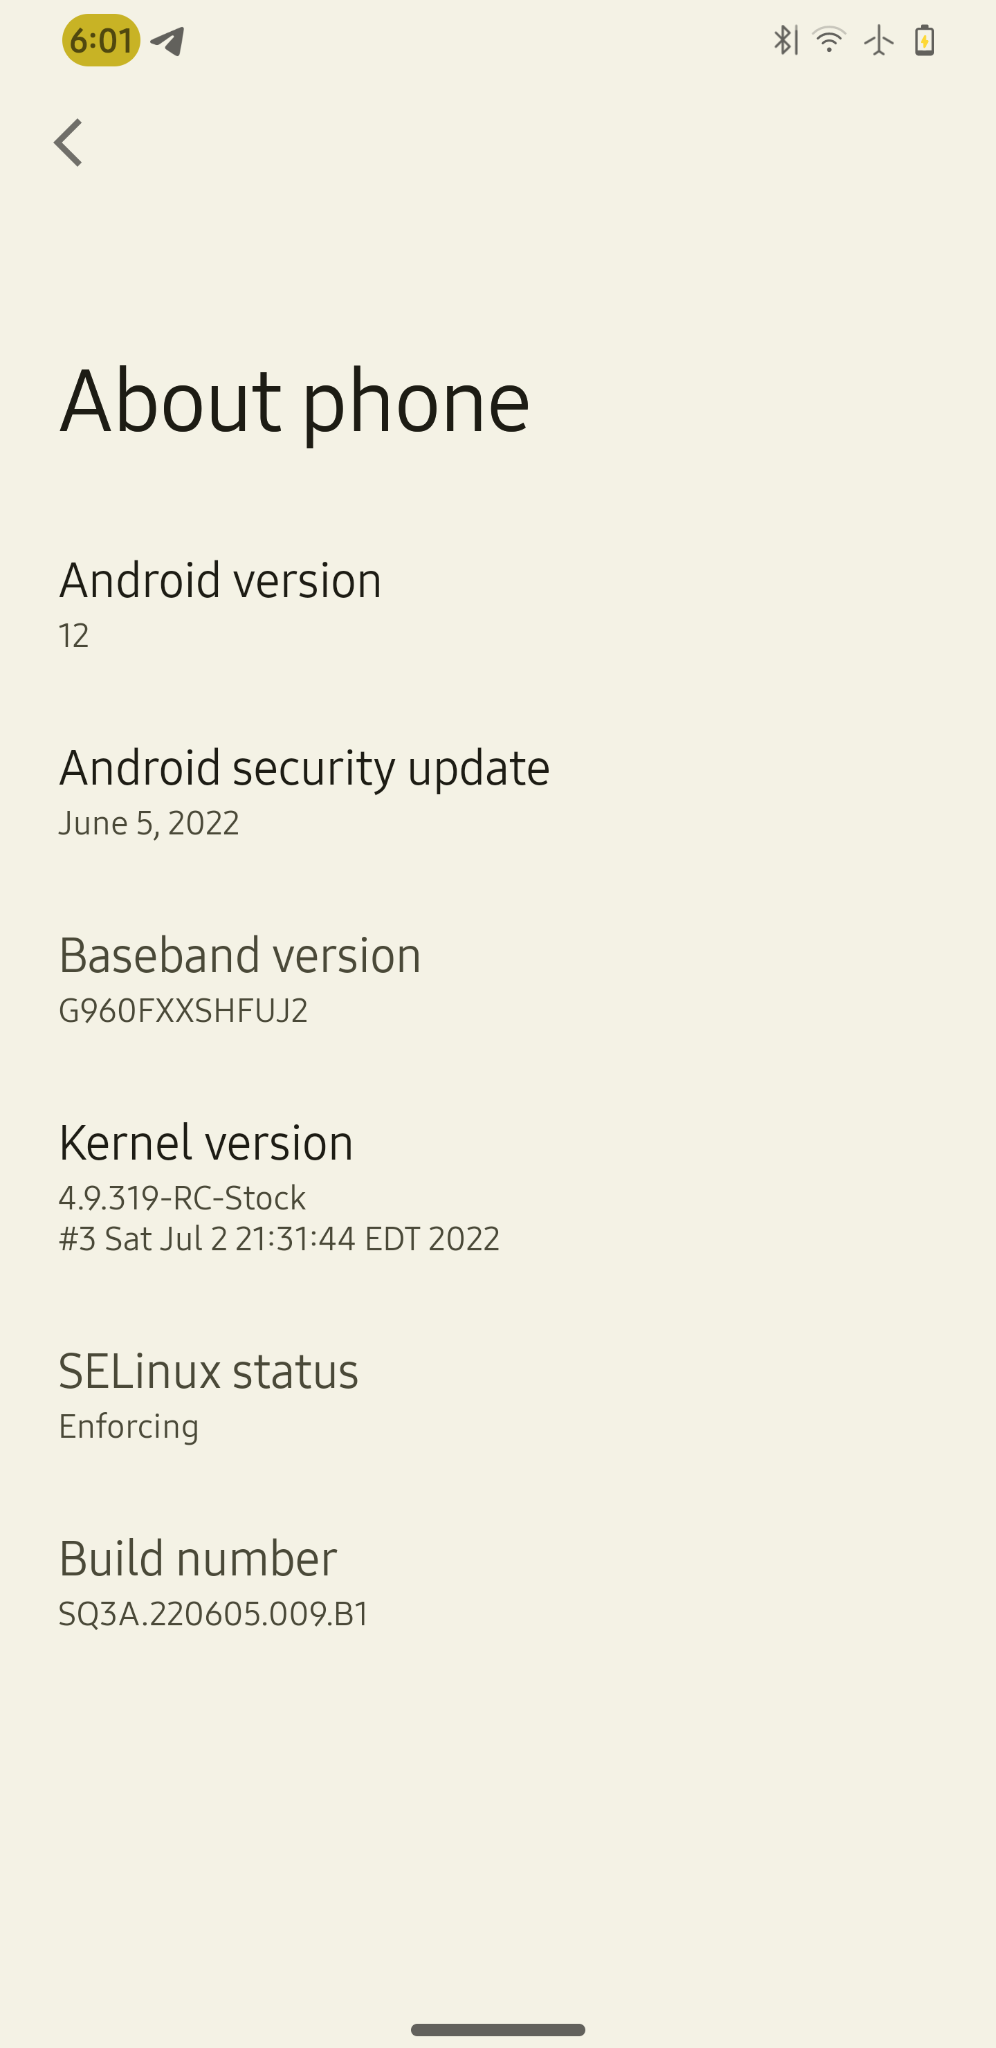 6:01
About phone
Android version
12
Android security update
June 5, 2022
Baseband version
G960FXXSHFUJ2
Kernel version
4.9.319-RC-Stock
#3 Sat Jul 2 21:31:44 EDT 2022
SELinux status
Enforcing
Build number
SQ3A.220605.009.B1